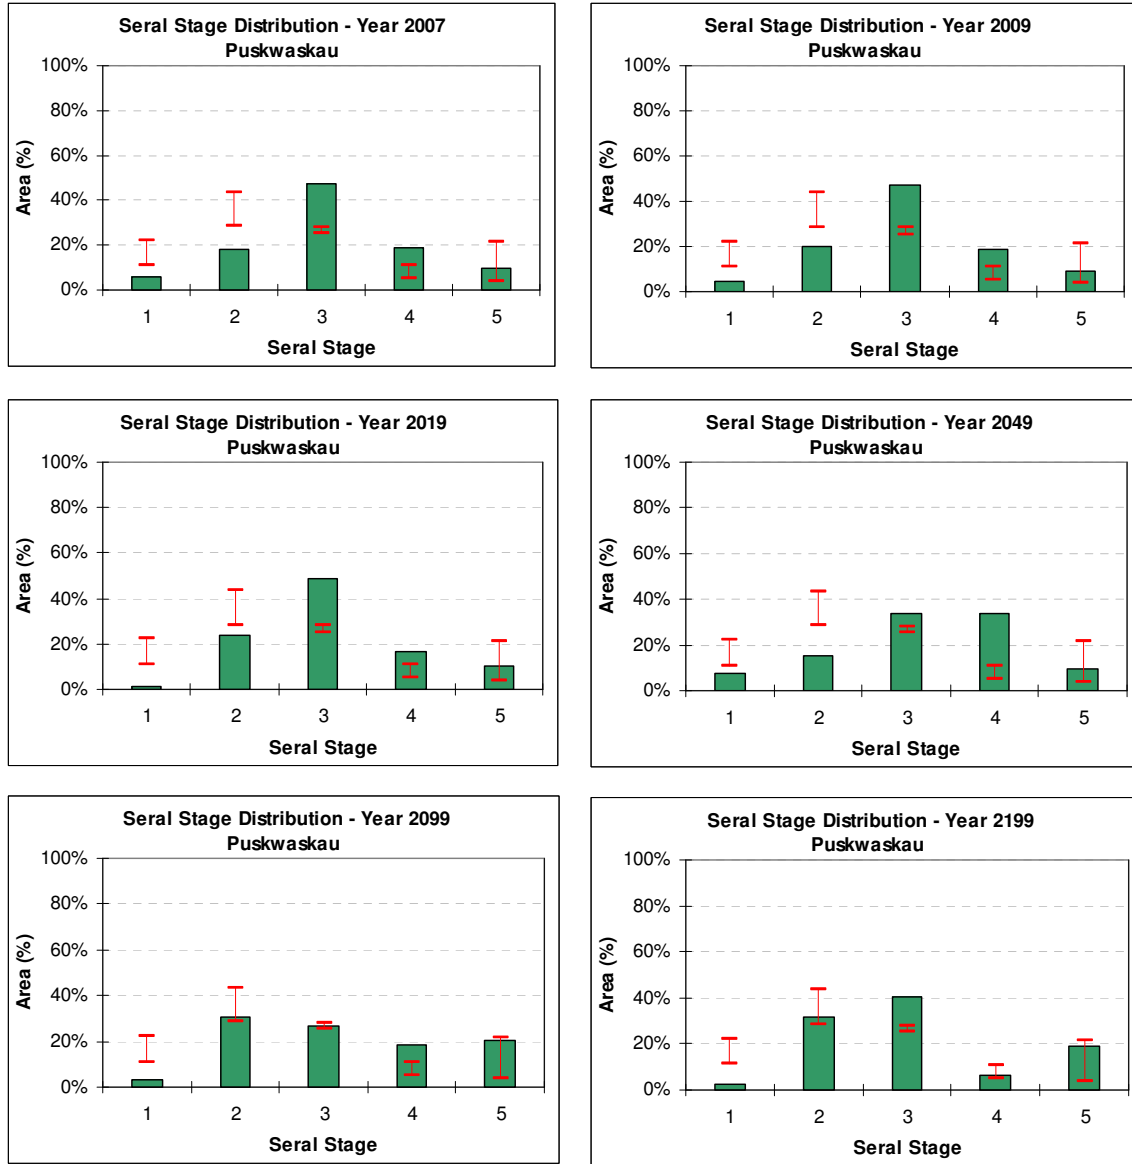 Seral Stage Distribution - Year 2007
Puskwaskau
100%
80%
60%
40%
20%
0%
Area (%)
1 2 3 4 5
Seral Stage
Seral Stage Distribution - Year 2009
Puskwaskau
100%
80%
60%
40%
20%
0%
Area (%)
1 2 3 4 5
Seral Stage
Seral Stage Distribution - Year 2019
Puskwaskau
100%
80%
60%
40%
20%
0%
Area (%)
1 2 3 4 5
Seral Stage
Seral Stage Distribution - Year 2049
Puskwaskau
100%
80%
60%
40%
20%
0%
Area (%)
1 2 3 4 5
Seral Stage
Seral Stage Distribution - Year 2099
Puskwaskau
100%
80%
60%
40%
20%
0%
Area (%)
1 2 3 4 5
Seral Stage
Seral Stage Distribution - Year 2199
Puskwaskau
100%
80%
60%
40%
20%
0%
Area (%)
1 2 3 4 5
Seral Stage